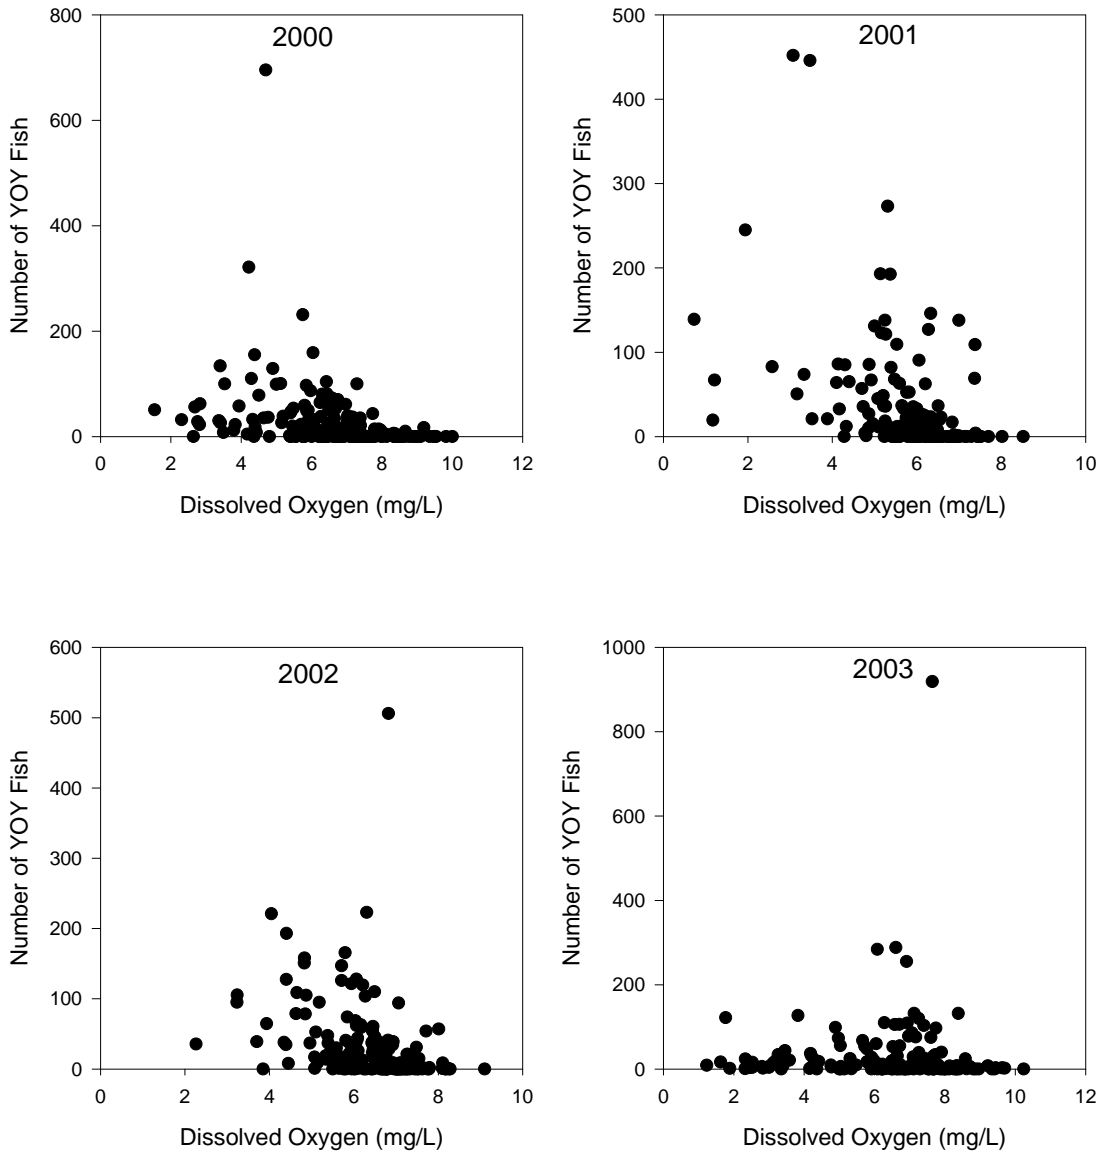 2000
800
600
400
200
0
Number of YOY Fish
0 2 4 6 8 10 12
Dissolved Oxygen (mg/L)
2001
500
400
300
200
100
0
Number of YOY Fish
0 2 4 6 8 10
Dissolved Oxygen (mg/L)
2002
600
500
400
300
200
100
0
Number of YOY Fish
0 2 4 6 8 10
Dissolved Oxygen (mg/L)
2003
1000
800
600
400
200
0
Number of YOY Fish
0 2 4 6 8 10 12
Dissolved Oxygen (mg/L)